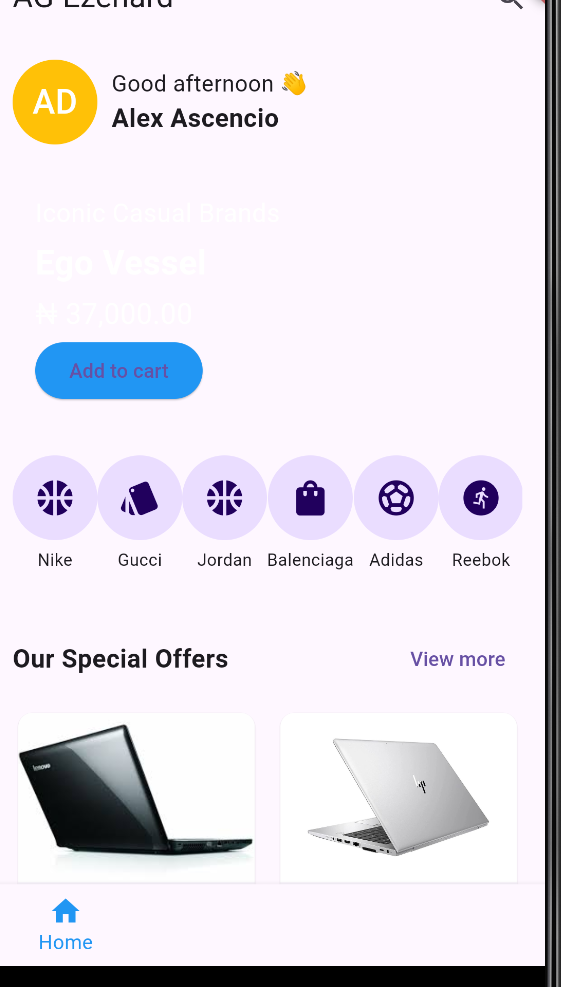 AG Ezenard
AD
Good afternoon 👋
Alex Ascencio
Iconic Casual Brands
Ego Vessel
₦ 37,000.00
Add to cart
Nike Gucci Jordan Balenciaga Adidas Reebok
Our Special Offers View more
lenovo
hp
Home